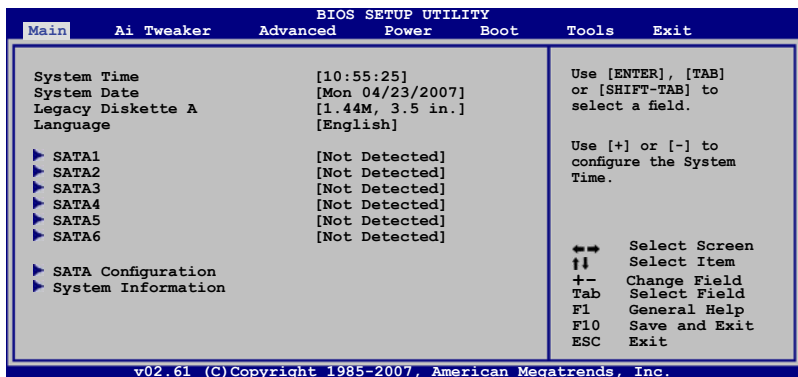 BIOS SETUP UTILITY
Main Ai Tweaker Advanced Power Boot Tools Exit
System Time [10:55:25]
System Date [Mon 04/23/2007]
Legacy Diskette A [1.44M, 3.5 in.]
Language [English]
SATA1 [Not Detected]
SATA2 [Not Detected]
SATA3 [Not Detected]
SATA4 [Not Detected]
SATA5 [Not Detected]
SATA6 [Not Detected]
SATA Configuration
System Information
Use [ENTER], [TAB]
or [SHIFT-TAB] to
select a field.
Use [+] or [-] to
configure the System
Time.
←→ Select Screen
↑↓ Select Item
+- Change Field
Tab Select Field
F1 General Help
F10 Save and Exit
ESC Exit
v02.61 (C)Copyright 1985-2007, American Megatrends, Inc.